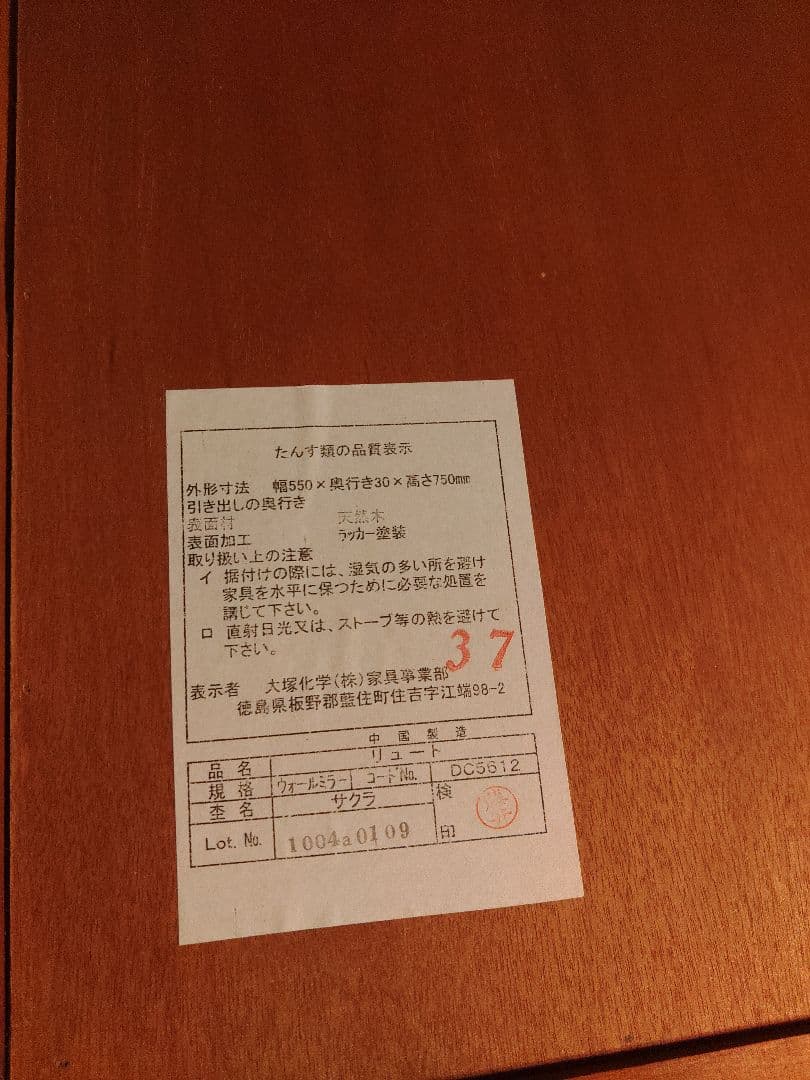 たんす類の品質表示
外形寸法 幅550×奥行き30×高さ750mm
引き出しの奥行き
表面材 天然木
表面加工 ラッカー塗装
取り扱い上の注意
イ 据付けの際には、湿気の多い所を避け
家具を水平に保つために必要な処置を
講じて下さい。
ロ 直射日光又は、ストーブ等の熱を避けて
下さい。
37
表示者 大塚化学(株)家具事業部
徳島県板野郡藍住町住吉字江端98-2
中国製造
品名 リュート
規格 ウォールミラー コードNo. DC5612
杢名 サクラ
検印
Lot. No. 1004a0109